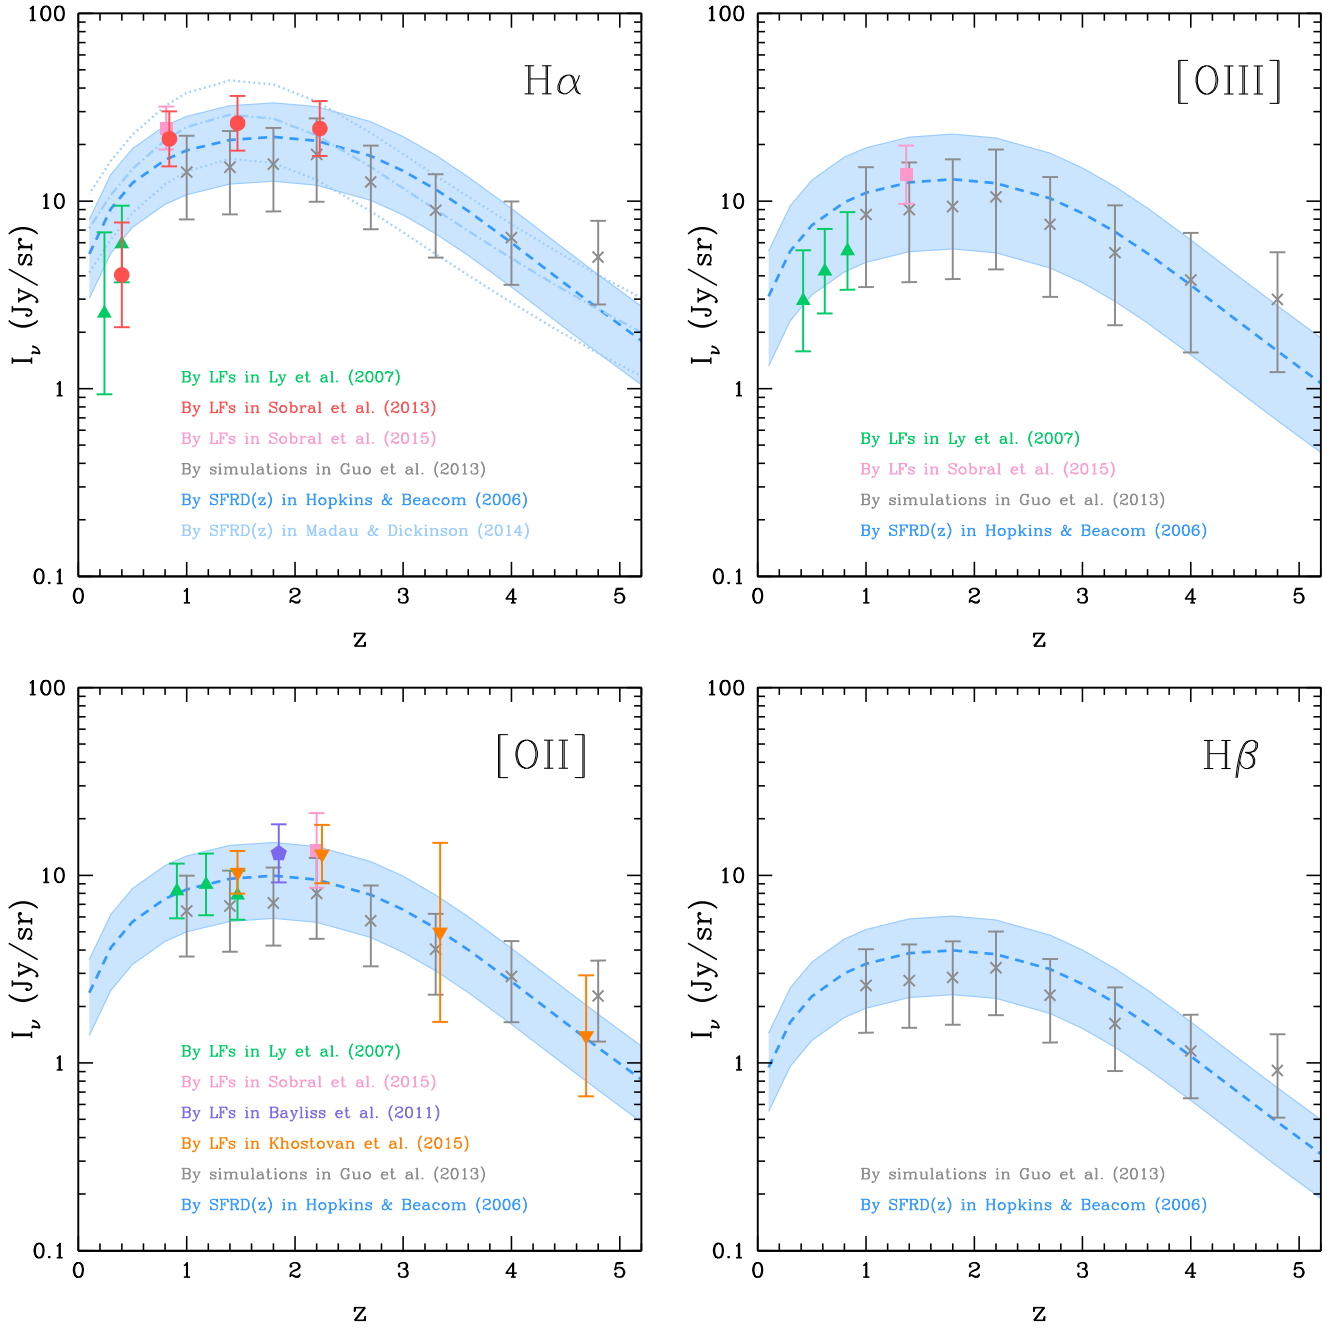 100
10
1
0.1
I_ν (Jy/sr)
Hα
By LFs in Ly et al. (2007)
By LFs in Sobral et al. (2013)
By LFs in Sobral et al. (2015)
By simulations in Guo et al. (2013)
By SFRD(z) in Hopkins & Beacom (2006)
By SFRD(z) in Madau & Dickinson (2014)
0 1 2 3 4 5
z
100
10
1
0.1
I_ν (Jy/sr)
[OIII]
By LFs in Ly et al. (2007)
By LFs in Sobral et al. (2015)
By simulations in Guo et al. (2013)
By SFRD(z) in Hopkins & Beacom (2006)
0 1 2 3 4 5
z
100
10
1
0.1
I_ν (Jy/sr)
[OII]
By LFs in Ly et al. (2007)
By LFs in Sobral et al. (2015)
By LFs in Bayliss et al. (2011)
By LFs in Khostovan et al. (2015)
By simulations in Guo et al. (2013)
By SFRD(z) in Hopkins & Beacom (2006)
0 1 2 3 4 5
z
100
10
1
0.1
I_ν (Jy/sr)
Hβ
By simulations in Guo et al. (2013)
By SFRD(z) in Hopkins & Beacom (2006)
0 1 2 3 4 5
z